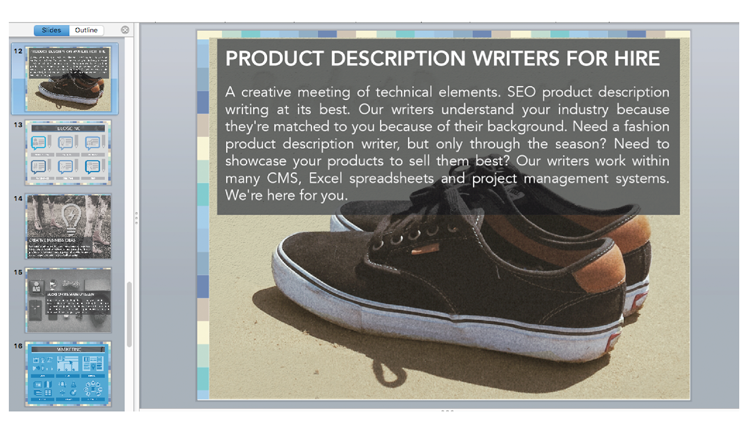 Slides Outline
12
13
14
15
16
MARKETING
PRODUCT DESCRIPTION WRITERS FOR HIRE
A creative meeting of technical elements. SEO product description
writing at its best. Our writers understand your industry because
they're matched to you because of their background. Need a fashion
product description writer, but only through the season? Need to
showcase your products to sell them best? Our writers work within
many CMS, Excel spreadsheets and project management systems.
We're here for you.